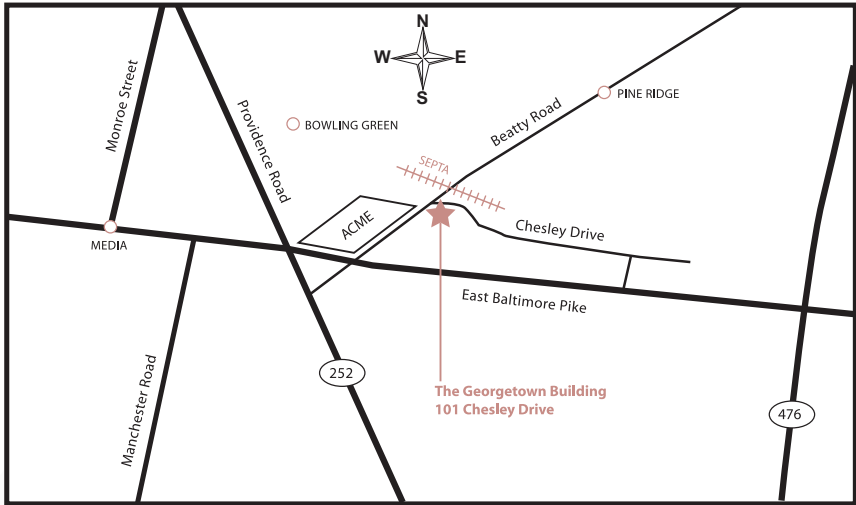 N
W E
S
Monroe Street
Providence Road
PINE RIDGE
BOWLING GREEN
Beatty Road
SEPTA
ACME
Chesley Drive
MEDIA
East Baltimore Pike
Manchester Road
252
The Georgetown Building
101 Chesley Drive
476